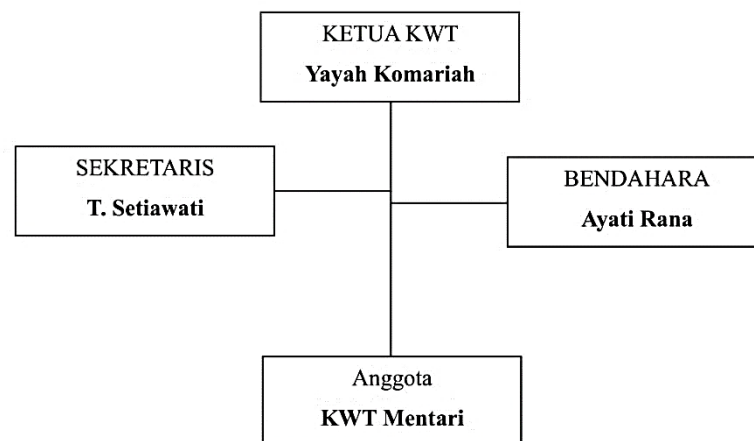 KETUA KWT
Yayah Komariah
SEKRETARIS
T. Setiawati
BENDAHARA
Ayati Rana
Anggota
KWT Mentari